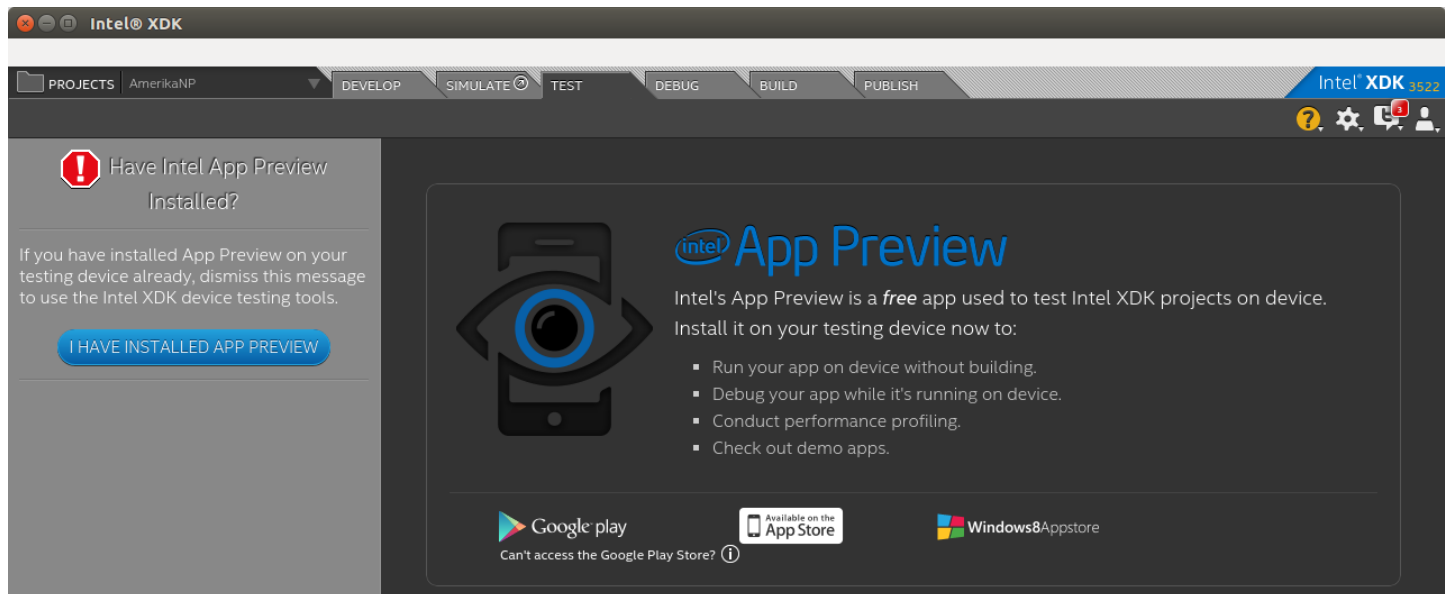 Intel® XDK
PROJECTS AmerikaNP DEVELOP SIMULATE TEST DEBUG BUILD PUBLISH Intel® XDK 3522
3
Have Intel App Preview
Installed?
If you have installed App Preview on your
testing device already, dismiss this message
to use the Intel XDK device testing tools.
I HAVE INSTALLED APP PREVIEW
intel App Preview
Intel's App Preview is a free app used to test Intel XDK projects on device.
Install it on your testing device now to:
▪ Run your app on device without building.
▪ Debug your app while it's running on device.
▪ Conduct performance profiling.
▪ Check out demo apps.
Google play
Can't access the Google Play Store?
Available on the
App Store
Windows8Appstore